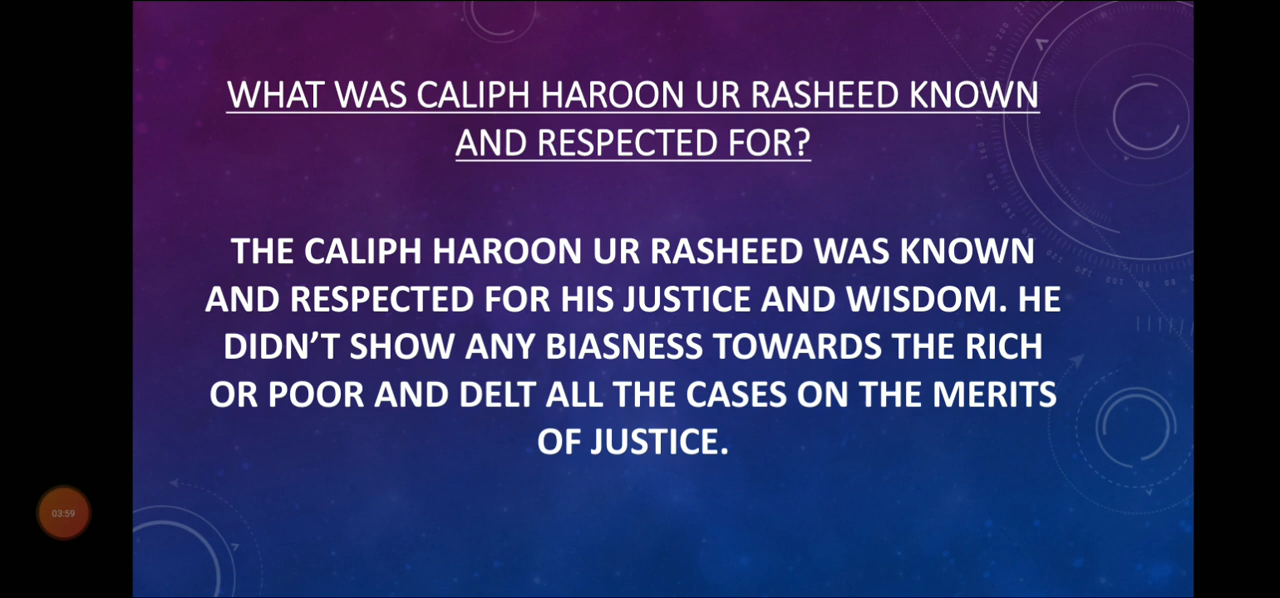 WHAT WAS CALIPH HAROON UR RASHEED KNOWN
AND RESPECTED FOR?
THE CALIPH HAROON UR RASHEED WAS KNOWN
AND RESPECTED FOR HIS JUSTICE AND WISDOM. HE
DIDN'T SHOW ANY BIASNESS TOWARDS THE RICH
OR POOR AND DELT ALL THE CASES ON THE MERITS
OF JUSTICE.
03:59